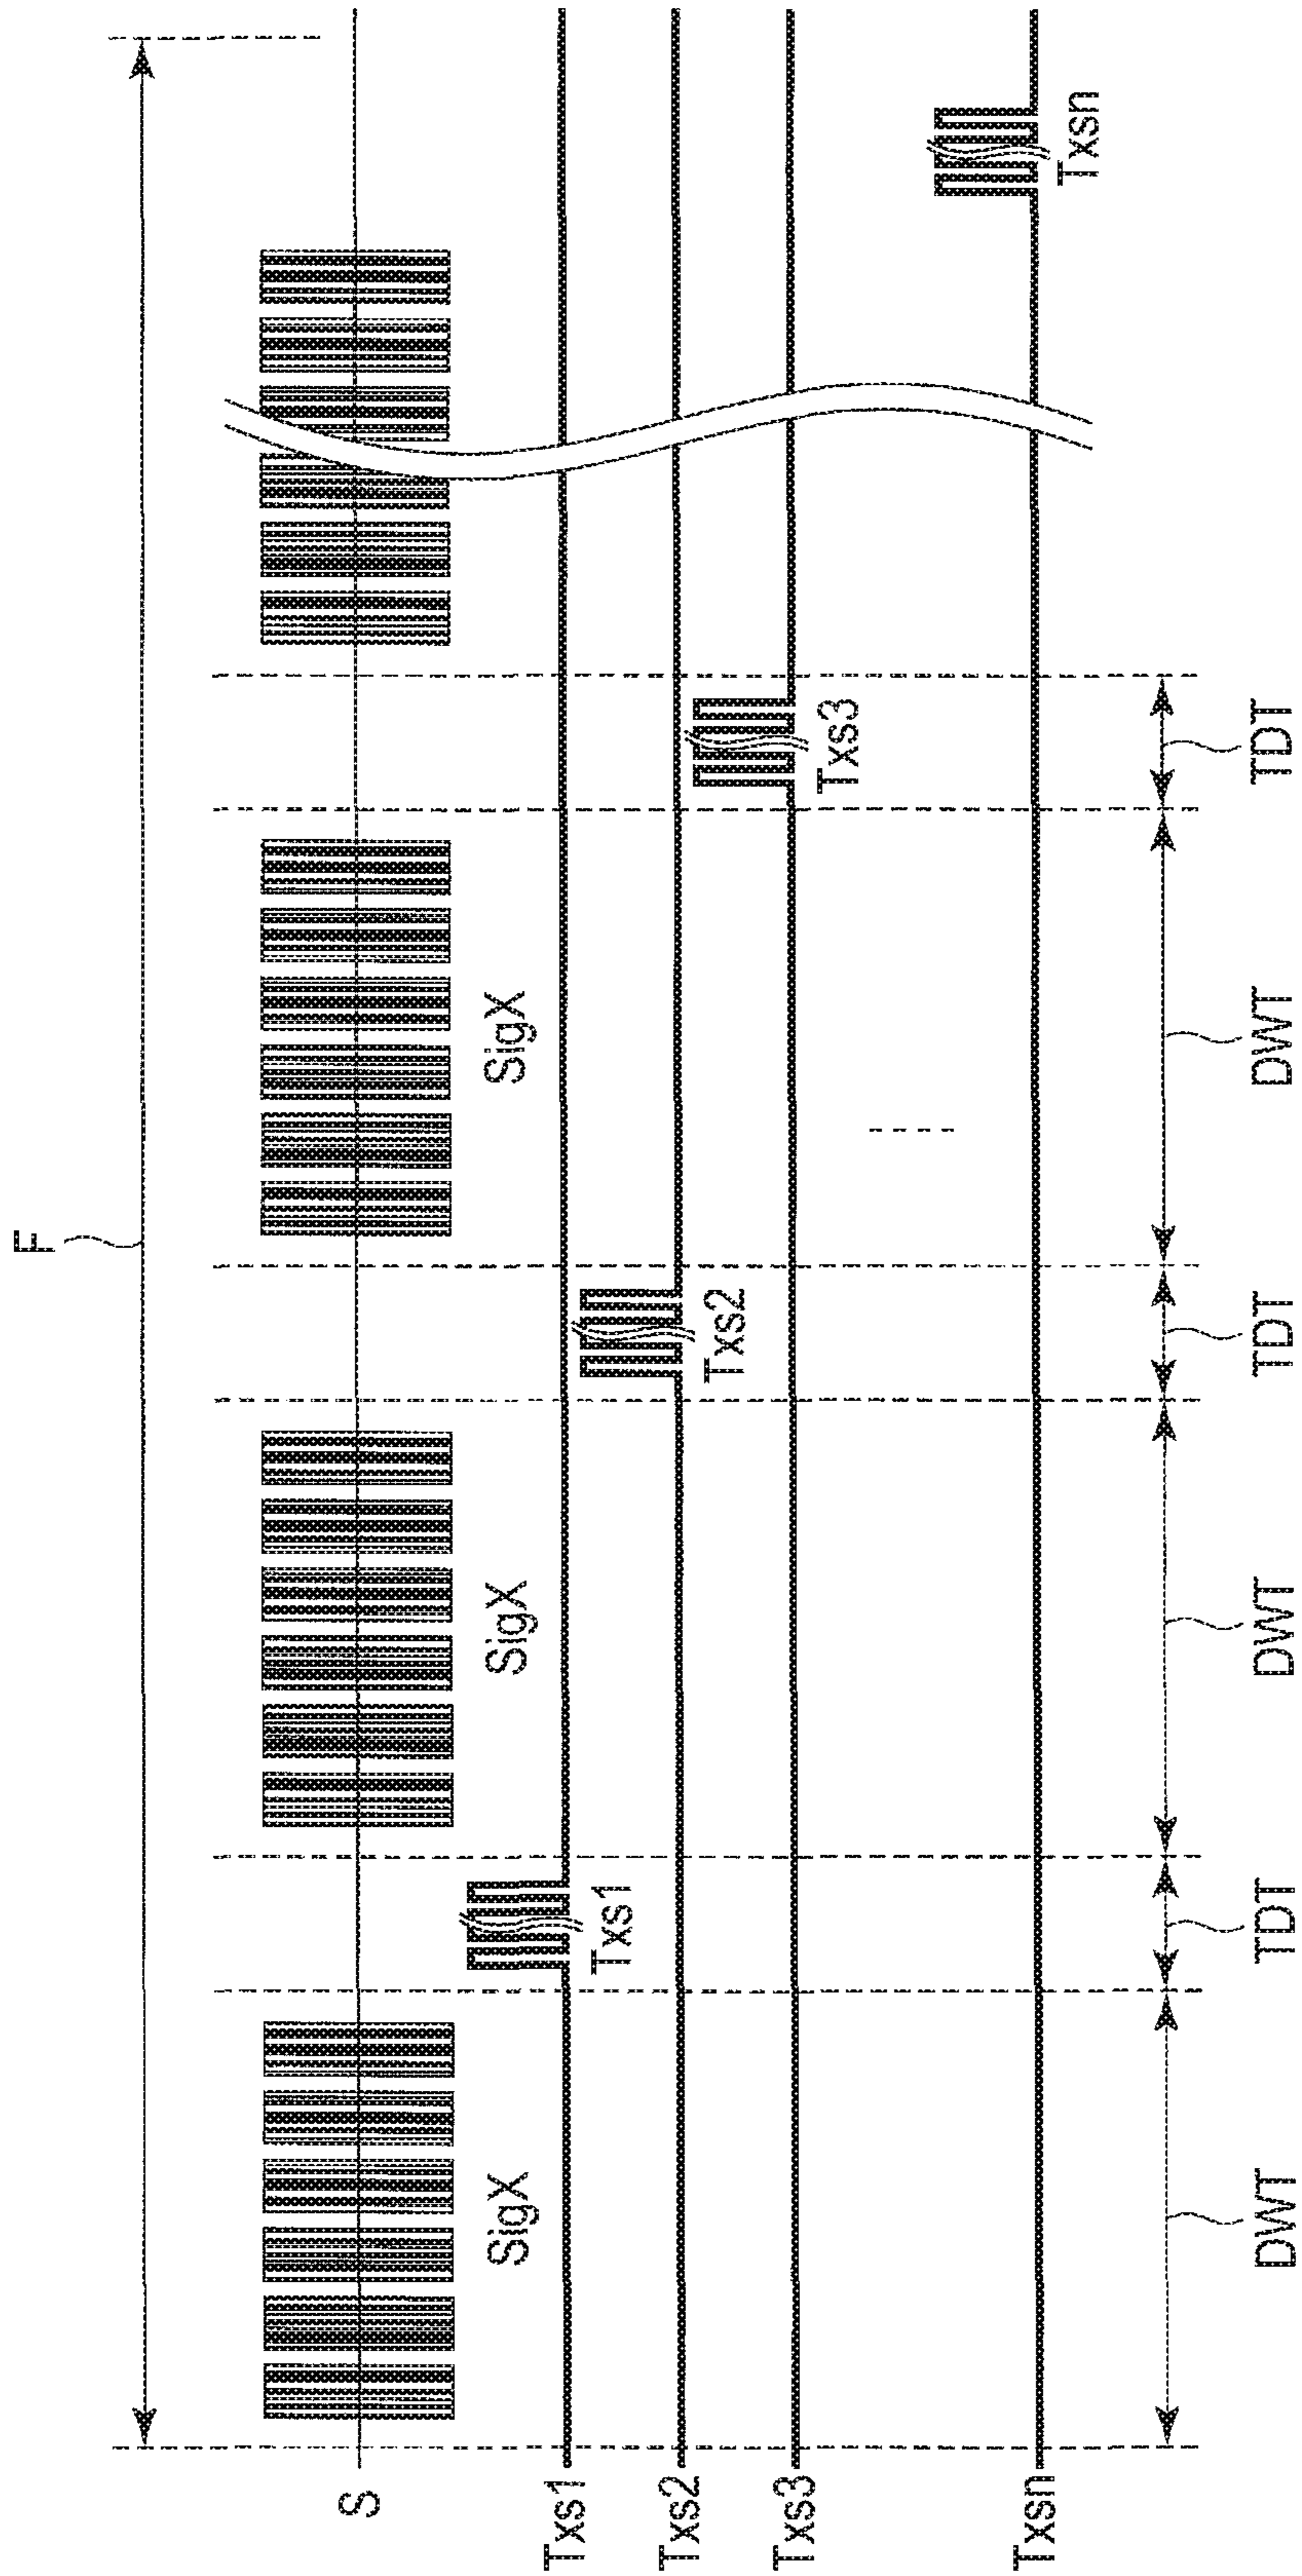 F
S
SigX
SigX
SigX
Txs1
Txs1
Txs2
Txs2
Txs3
Txs3
Txsn
Txsn
DWT
TDT
DWT
TDT
DWT
TDT